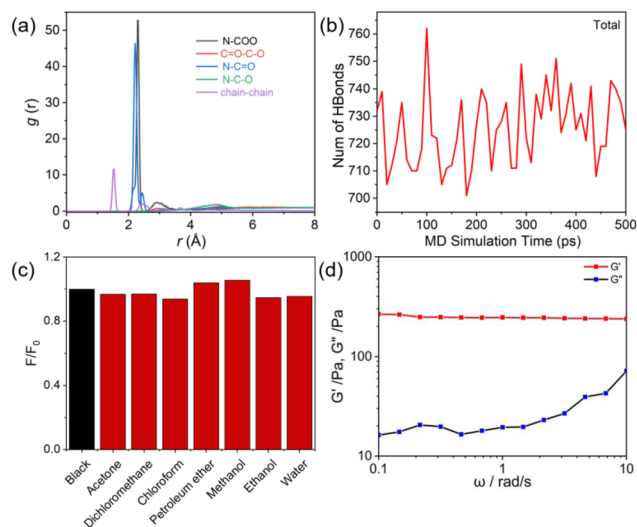 (a)
N-COO
C=O-C-O
N-C=O
N-C-O
chain-chain
g (r)
50
40
30
20
10
0
0 2 4 6 8
r (Å)
(b)
Total
Num of HBonds
760
750
740
730
720
710
700
0 100 200 300 400 500
MD Simulation Time (ps)
(c)
F/F0
1.2
0.8
0.4
0.0
Black
Acetone
Dichloromethane
Chloroform
Petroleum ether
Methanol
Ethanol
Water
(d)
G'
G"
G' /Pa, G" /Pa
1000
100
10
0.1 1 10
ω / rad/s